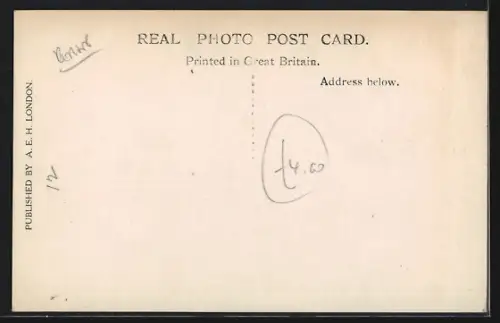 REAL PHOTO POST CARD.
Printed in Great Britain.
Address below.
PUBLISHED BY A. E. H. LONDON.
12
£4.00